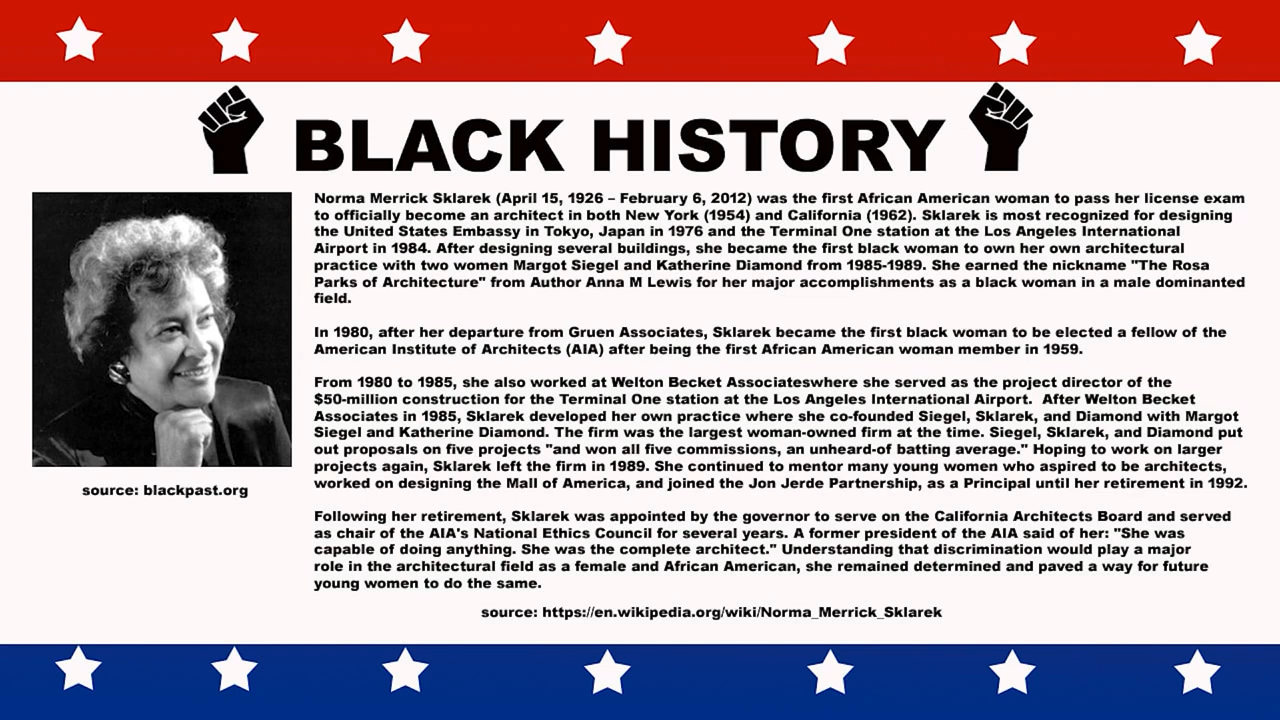 BLACK HISTORY
Norma Merrick Sklarek (April 15, 1926 – February 6, 2012) was the first African American woman to pass her license exam
to officially become an architect in both New York (1954) and California (1962). Sklarek is most recognized for designing
the United States Embassy in Tokyo, Japan in 1976 and the Terminal One station at the Los Angeles International
Airport in 1984. After designing several buildings, she became the first black woman to own her own architectural
practice with two women Margot Siegel and Katherine Diamond from 1985-1989. She earned the nickname "The Rosa
Parks of Architecture" from Author Anna M Lewis for her major accomplishments as a black woman in a male dominanted
field.
In 1980, after her departure from Gruen Associates, Sklarek became the first black woman to be elected a fellow of the
American Institute of Architects (AIA) after being the first African American woman member in 1959.
From 1980 to 1985, she also worked at Welton Becket Associateswhere she served as the project director of the
$50-million construction for the Terminal One station at the Los Angeles International Airport.  After Welton Becket
Associates in 1985, Sklarek developed her own practice where she co-founded Siegel, Sklarek, and Diamond with Margot
Siegel and Katherine Diamond. The firm was the largest woman-owned firm at the time. Siegel, Sklarek, and Diamond put
out proposals on five projects "and won all five commissions, an unheard-of batting average." Hoping to work on larger
projects again, Sklarek left the firm in 1989. She continued to mentor many young women who aspired to be architects,
worked on designing the Mall of America, and joined the Jon Jerde Partnership, as a Principal until her retirement in 1992.
Following her retirement, Sklarek was appointed by the governor to serve on the California Architects Board and served
as chair of the AIA's National Ethics Council for several years. A former president of the AIA said of her: "She was
capable of doing anything. She was the complete architect." Understanding that discrimination would play a major
role in the architectural field as a female and African American, she remained determined and paved a way for future
young women to do the same.
source: blackpast.org
source: https://en.wikipedia.org/wiki/Norma_Merrick_Sklarek